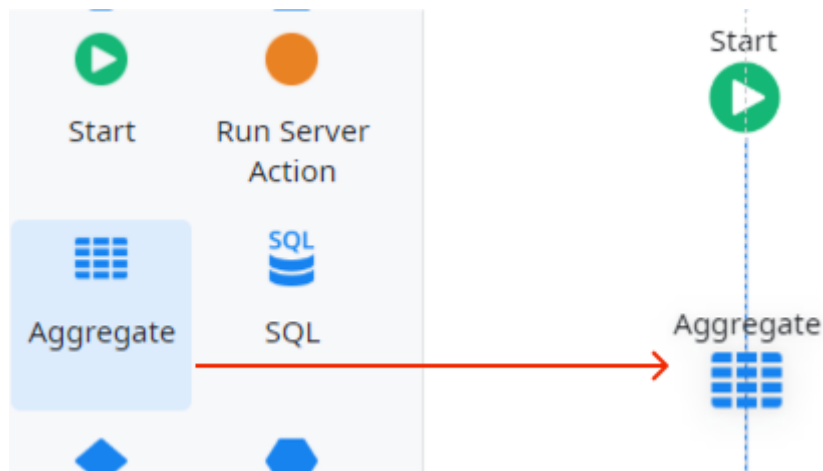 Start
Run Server
Action
Aggregate
SQL
SQL
Start
Aggregate